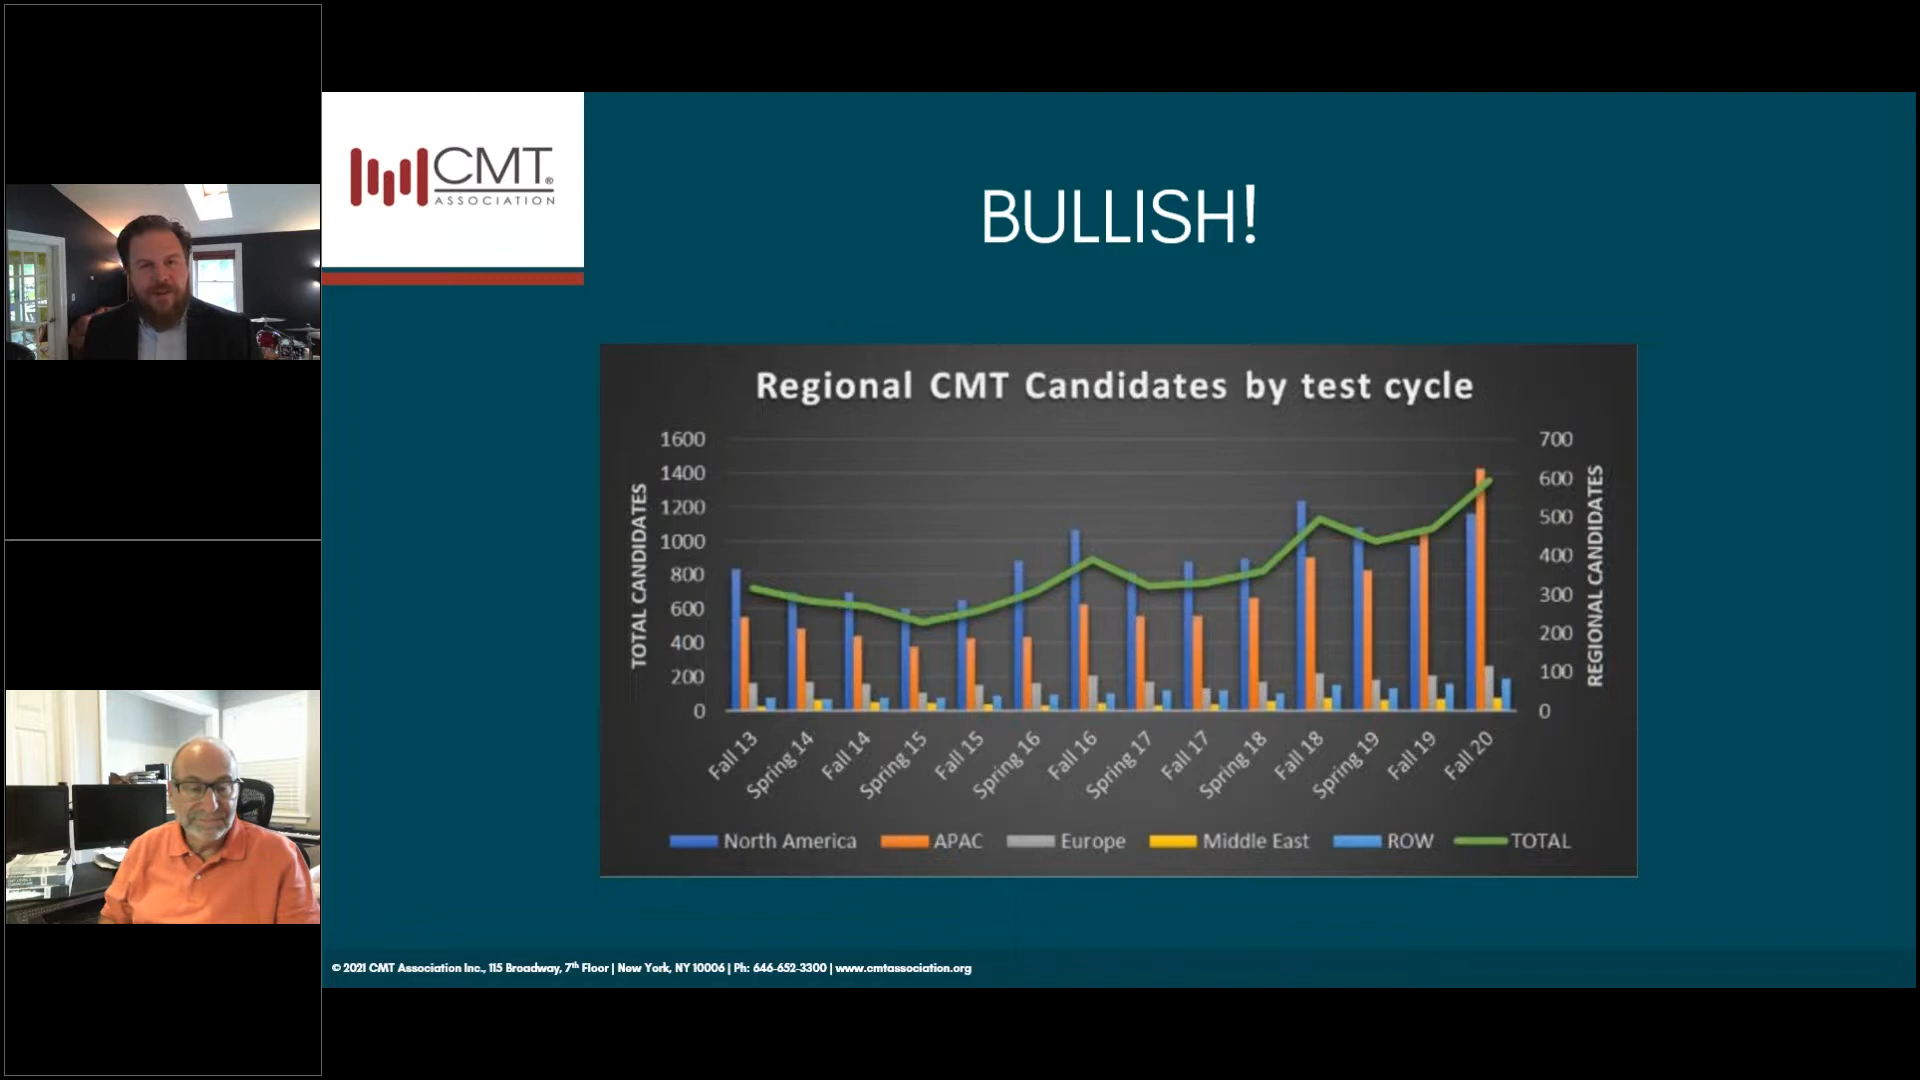 CMT®
ASSOCIATION
BULLISH!
Regional CMT Candidates by test cycle
TOTAL CANDIDATES
1600
1400
1200
1000
800
600
400
200
0
700
600
500
400
300
200
100
0
REGIONAL CANDIDATES
Fall 13
Spring 14
Fall 14
Spring 15
Fall 15
Spring 16
Fall 16
Spring 17
Fall 17
Spring 18
Fall 18
Spring 19
Fall 19
Fall 20
North America APAC Europe Middle East ROW TOTAL
© 2021 CMT Association Inc., 115 Broadway, 7th Floor | New York, NY 10006 | Ph: 646-652-3300 | www.cmtassociation.org